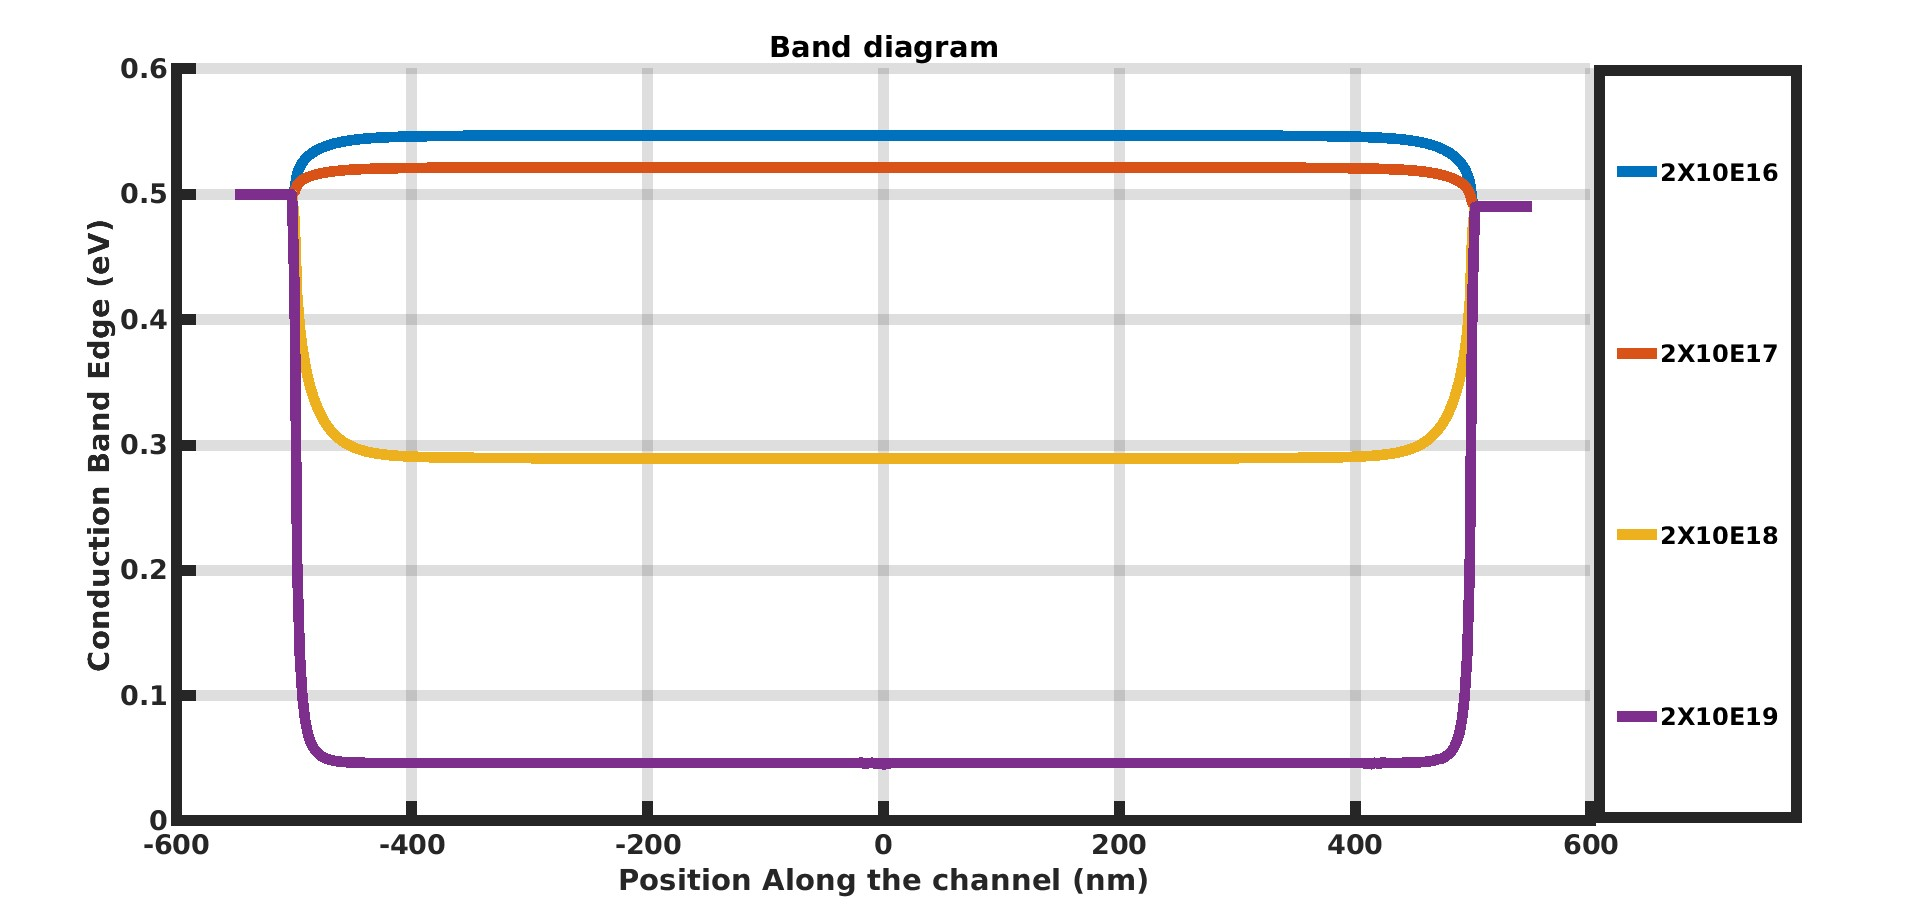 Band diagram
Conduction Band Edge (eV)
0.6
0.5
0.4
0.3
0.2
0.1
0
-600 -400 -200 0 200 400 600
Position Along the channel (nm)
2X10E16
2X10E17
2X10E18
2X10E19